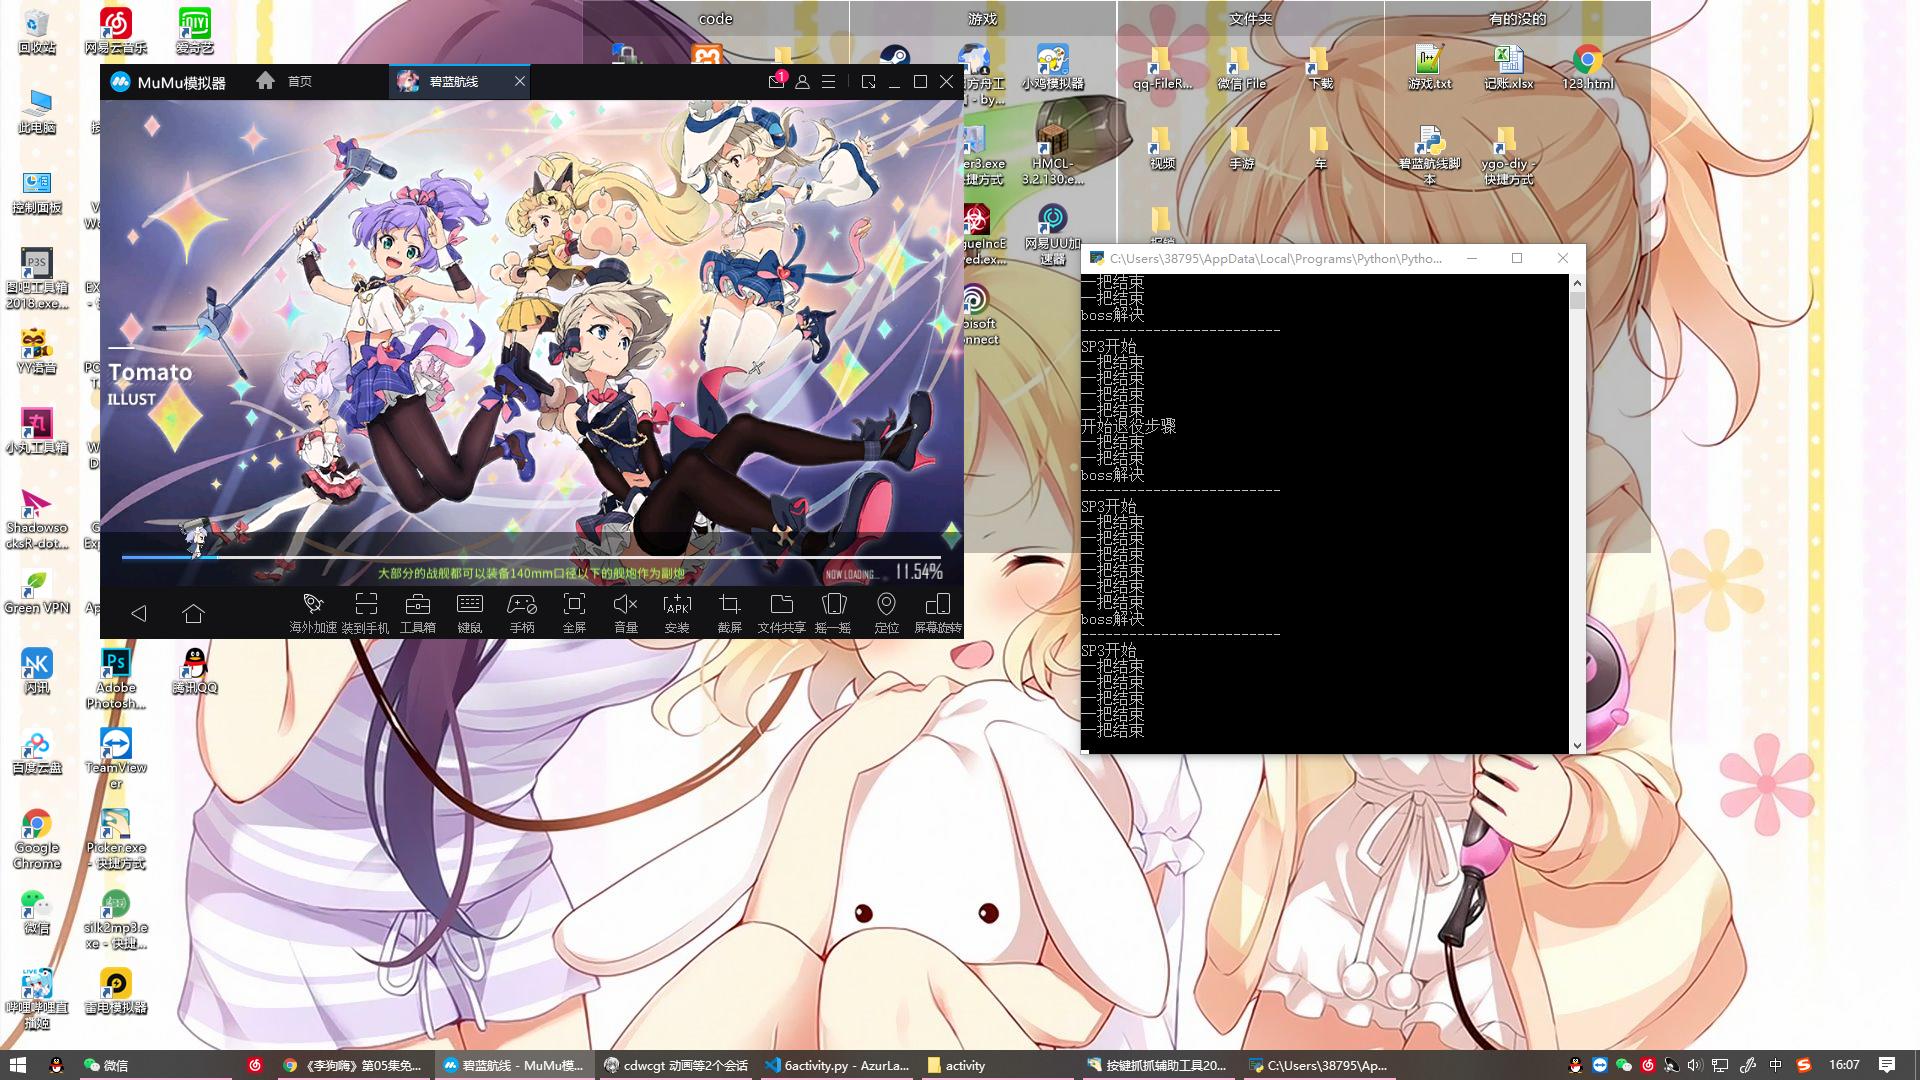 回收站
网易云音乐
爱奇艺
此电脑
控制面板
图吧工具箱
2018.exe...
YY语音
小丸工具箱
Shadowso
cksR-dot...
Green VPN
闪讯
Adobe
Photosh...
腾讯QQ
百度云盘
TeamView
er
Google
Chrome
Picker.exe
- 快捷方式
微信
silk2mp3.e
xe - 快捷...
哔哩哔哩直
播姬
雷电模拟器
code
游戏
文件夹
有的没的
小鸡模拟器
HMCL-
3.2.130.e...
网易UU加
速器
qq-FileR...
微信File
下载
视频
手游
车
游戏.txt
记账.xlsx
123.html
碧蓝航线脚
本
ygo-diy -
快捷方式
MuMu模拟器
首页
碧蓝航线
1
Tomato
ILLUST
大部分的战舰都可以装备140mm口径以下的舰炮作为副炮
NOW LOADING...
11.54%
海外加速
装到手机
工具箱
键鼠
手柄
全屏
音量
APK
安装
截屏
文件共享
摇一摇
定位
屏幕旋转
C:\Users\38795\AppData\Local\Programs\Python\Pytho...
一把结束
一把结束
boss解决
-------------------------
SP3开始
一把结束
一把结束
一把结束
一把结束
开始退役步骤
一把结束
一把结束
boss解决
-------------------------
SP3开始
一把结束
一把结束
一把结束
一把结束
一把结束
一把结束
boss解决
-------------------------
SP3开始
一把结束
一把结束
一把结束
一把结束
一把结束
微信
《李狗嗨》第05集免...
碧蓝航线 - MuMu模...
cdwcgt 动画等2个会话
6activity.py - AzurLa...
activity
按键抓抓辅助工具20...
C:\Users\38795\Ap...
中
16:07